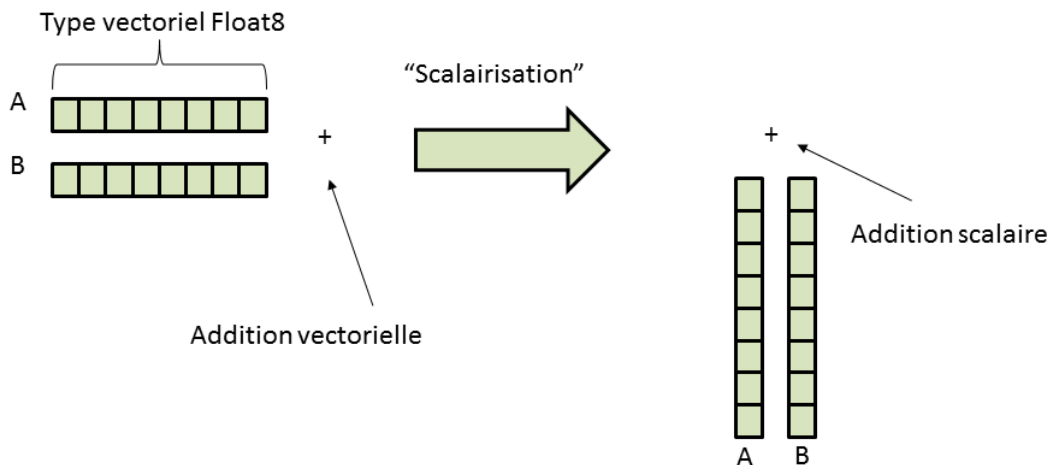 Type vectoriel Float8
A
B
+
Addition vectorielle
“Scalairisation”
+
Addition scalaire
A B